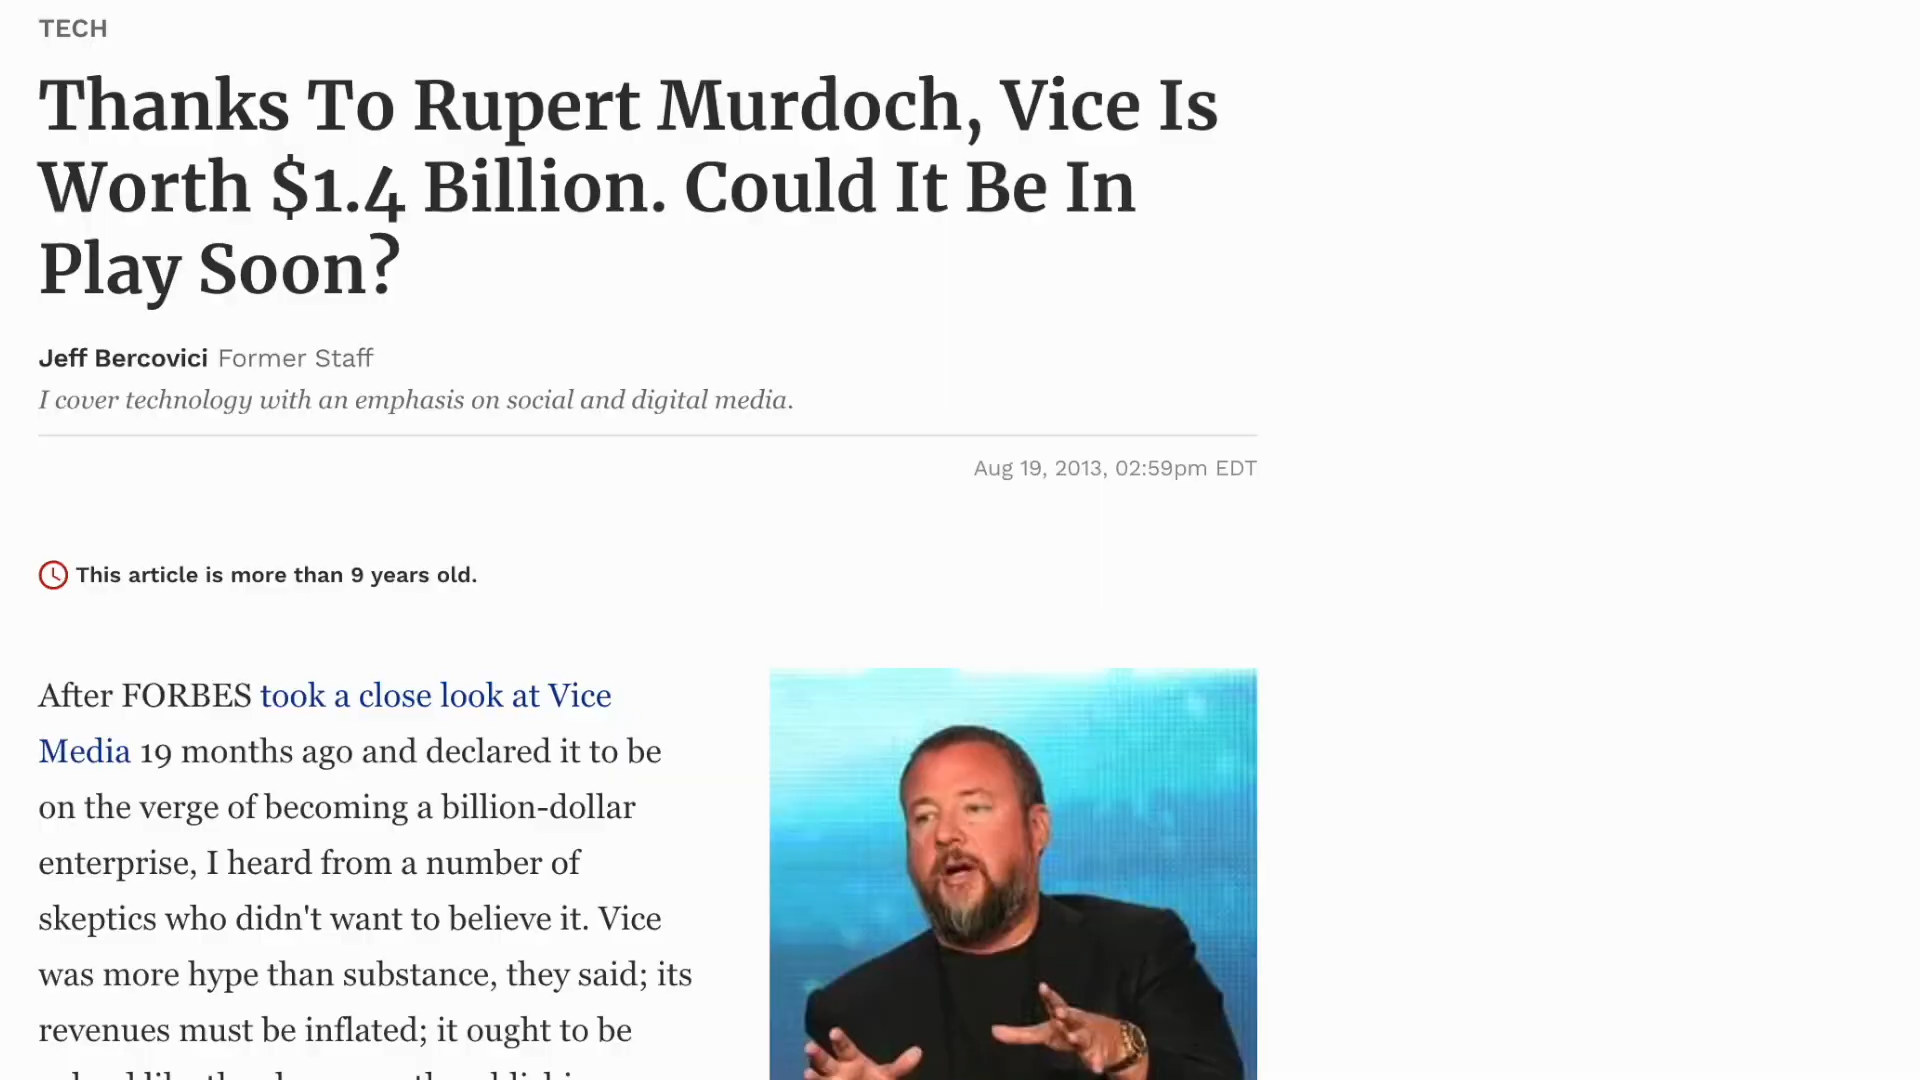 TECH
Thanks To Rupert Murdoch, Vice Is
Worth $1.4 Billion. Could It Be In
Play Soon?
Jeff Bercovici Former Staff
I cover technology with an emphasis on social and digital media.
Aug 19, 2013, 02:59pm EDT
This article is more than 9 years old.
After FORBES took a close look at Vice
Media 19 months ago and declared it to be
on the verge of becoming a billion-dollar
enterprise, I heard from a number of
skeptics who didn't want to believe it. Vice
was more hype than substance, they said; its
revenues must be inflated; it ought to be